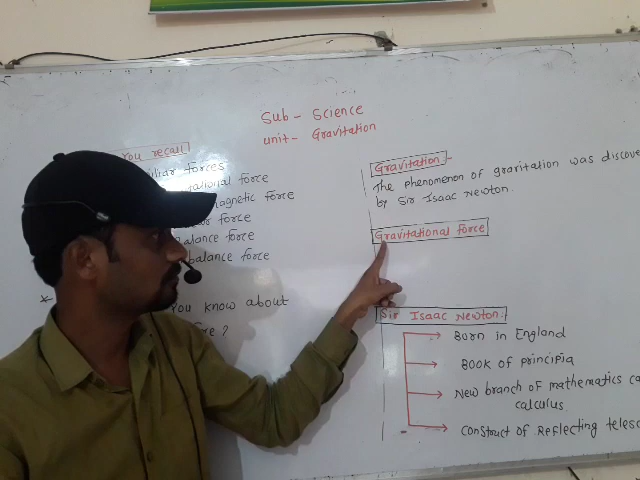 Sub - Science
unit - Gravitation
You recall
forces
force
magnetic force
force
balance force
balance force
*
You know about
?
Gravitation:-
The phenomenon of gravitation was
by Sir Isaac Newton.
Gravitational force
Sir Isaac Newton:-
→ Born in England
→ Book of principia
→ New branch of mathematics
calculus
→ Construct of Reflecting